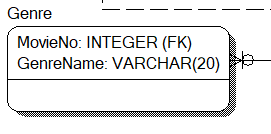 Genre
MovieNo: INTEGER (FK)
GenreName: VARCHAR(20)